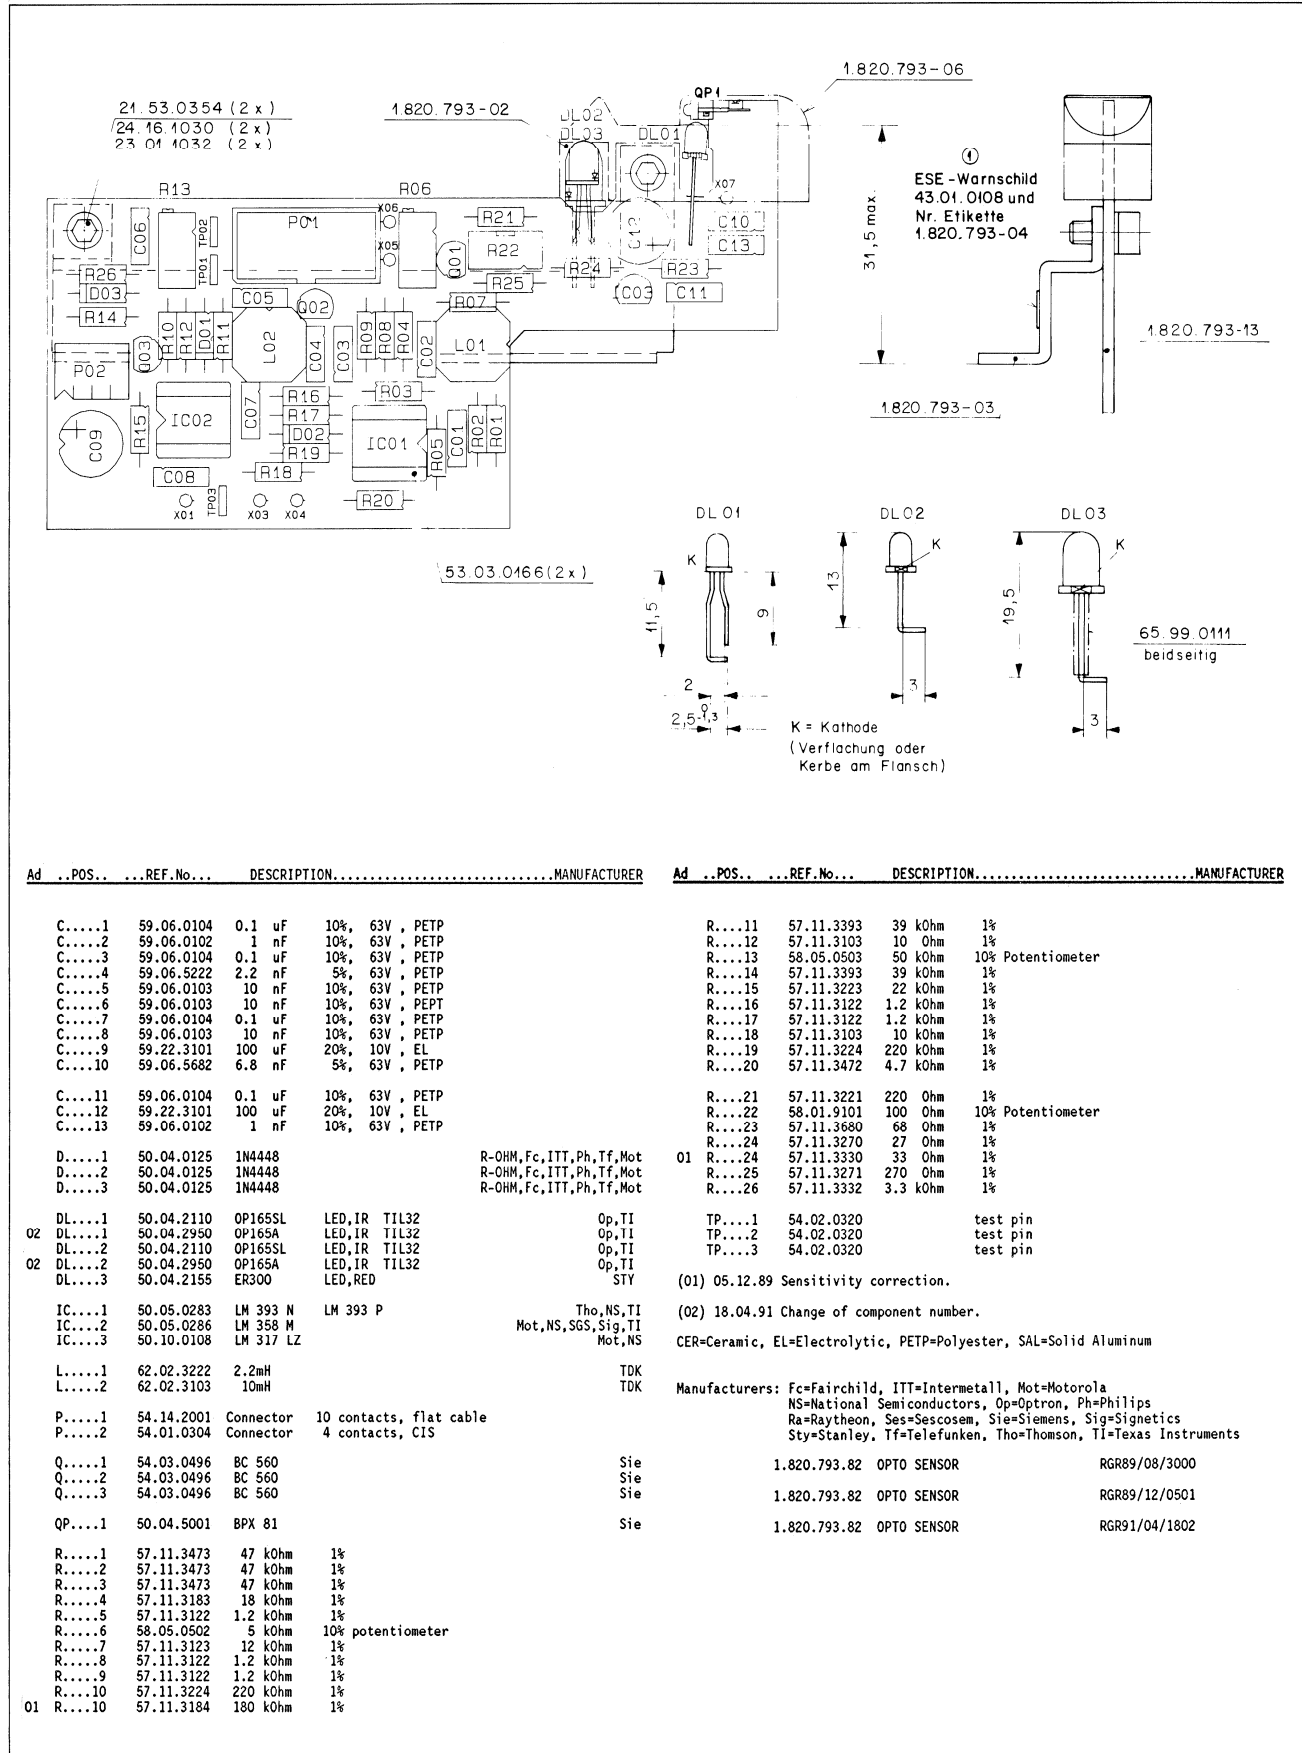 1.820.793-06
21.53.0354 (2x)
24.16.1030 (2x)
23.01.1032 (2x)
1.820.793-02
QP1
DL02
DL03
DL01
X07
R13
R06
C06
TP02
TP01
P01
X06
X05
Q01
R21
R22
R25
R24
C12
C10
C13
R23
C11
R26
D03
R14
C05
Q02
R07
R10
R12
D01
R11
L02
C04
C03
R09
R08
R04
C02
L01
P02
Q03
R15
IC02
C07
R16
R17
D02
R19
R18
R03
IC01
R05
C01
R02
R01
C09
C08
X01
TP03
X03
X04
R20
31,5 max
1
ESE-Warnschild
43.01.0108 und
Nr. Etikette
1.820.793-04
1.820.793-13
1.820.793-03
53.03.0166(2x)
DL01
K
11,5
9
2
2,5 0 -1,3
DL02
K
13
3
DL03
K
19,5
3
65.99.0111
beidseitig
K = Kathode
(Verflachung oder
Kerbe am Flansch)
Ad ..POS.. ...REF.No... DESCRIPTION.............................MANUFACTURER
C.....1 59.06.0104 0.1 uF 10%, 63V , PETP
C.....2 59.06.0102 1 nF 10%, 63V , PETP
C.....3 59.06.0104 0.1 uF 10%, 63V , PETP
C.....4 59.06.5222 2.2 nF 5%, 63V , PETP
C.....5 59.06.0103 10 nF 10%, 63V , PETP
C.....6 59.06.0103 10 nF 10%, 63V , PEPT
C.....7 59.06.0104 0.1 uF 10%, 63V , PETP
C.....8 59.06.0103 10 nF 10%, 63V , PETP
C.....9 59.22.3101 100 uF 20%, 10V , EL
C....10 59.06.5682 6.8 nF 5%, 63V , PETP
C....11 59.06.0104 0.1 uF 10%, 63V , PETP
C....12 59.22.3101 100 uF 20%, 10V , EL
C....13 59.06.0102 1 nF 10%, 63V , PETP
D.....1 50.04.0125 1N4448 R-OHM,Fc,ITT,Ph,Tf,Mot
D.....2 50.04.0125 1N4448 R-OHM,Fc,ITT,Ph,Tf,Mot
D.....3 50.04.0125 1N4448 R-OHM,Fc,ITT,Ph,Tf,Mot
DL....1 50.04.2110 OP165SL LED,IR TIL32 Op,TI
02 DL....1 50.04.2950 OP165A LED,IR TIL32 Op,TI
DL....2 50.04.2110 OP165SL LED,IR TIL32 Op,TI
02 DL....2 50.04.2950 OP165A LED,IR TIL32 Op,TI
DL....3 50.04.2155 ER300 LED,RED STY
IC....1 50.05.0283 LM 393 N LM 393 P Tho,NS,TI
IC....2 50.05.0286 LM 358 M Mot,NS,SGS,Sig,TI
IC....3 50.10.0108 LM 317 LZ Mot,NS
L.....1 62.02.3222 2.2mH TDK
L.....2 62.02.3103 10mH TDK
P.....1 54.14.2001 Connector 10 contacts, flat cable
P.....2 54.01.0304 Connector 4 contacts, CIS
Q.....1 54.03.0496 BC 560 Sie
Q.....2 54.03.0496 BC 560 Sie
Q.....3 54.03.0496 BC 560 Sie
QP....1 50.04.5001 BPX 81 Sie
R.....1 57.11.3473 47 kOhm 1%
R.....2 57.11.3473 47 kOhm 1%
R.....3 57.11.3473 47 kOhm 1%
R.....4 57.11.3183 18 kOhm 1%
R.....5 57.11.3122 1.2 kOhm 1%
R.....6 58.05.0502 5 kOhm 10% potentiometer
R.....7 57.11.3123 12 kOhm 1%
R.....8 57.11.3122 1.2 kOhm 1%
R.....9 57.11.3122 1.2 kOhm 1%
R....10 57.11.3224 220 kOhm 1%
01 R....10 57.11.3184 180 kOhm 1%
Ad ..POS.. ...REF.No... DESCRIPTION.............................MANUFACTURER
R....11 57.11.3393 39 kOhm 1%
R....12 57.11.3103 10 Ohm 1%
R....13 58.05.0503 50 kOhm 10% Potentiometer
R....14 57.11.3393 39 kOhm 1%
R....15 57.11.3223 22 kOhm 1%
R....16 57.11.3122 1.2 kOhm 1%
R....17 57.11.3122 1.2 kOhm 1%
R....18 57.11.3103 10 kOhm 1%
R....19 57.11.3224 220 kOhm 1%
R....20 57.11.3472 4.7 kOhm 1%
R....21 57.11.3221 220 Ohm 1%
R....22 58.01.9101 100 Ohm 10% Potentiometer
R....23 57.11.3680 68 Ohm 1%
R....24 57.11.3270 27 Ohm 1%
01 R....24 57.11.3330 33 Ohm 1%
R....25 57.11.3271 270 Ohm 1%
R....26 57.11.3332 3.3 kOhm 1%
TP....1 54.02.0320 test pin
TP....2 54.02.0320 test pin
TP....3 54.02.0320 test pin
(01) 05.12.89 Sensitivity correction.
(02) 18.04.91 Change of component number.
CER=Ceramic, EL=Electrolytic, PETP=Polyester, SAL=Solid Aluminum
Manufacturers: Fc=Fairchild, ITT=Intermetall, Mot=Motorola
NS=National Semiconductors, Op=Optron, Ph=Philips
Ra=Raytheon, Ses=Sescosem, Sie=Siemens, Sig=Signetics
Sty=Stanley, Tf=Telefunken, Tho=Thomson, TI=Texas Instruments
1.820.793.82 OPTO SENSOR RGR89/08/3000
1.820.793.82 OPTO SENSOR RGR89/12/0501
1.820.793.82 OPTO SENSOR RGR91/04/1802